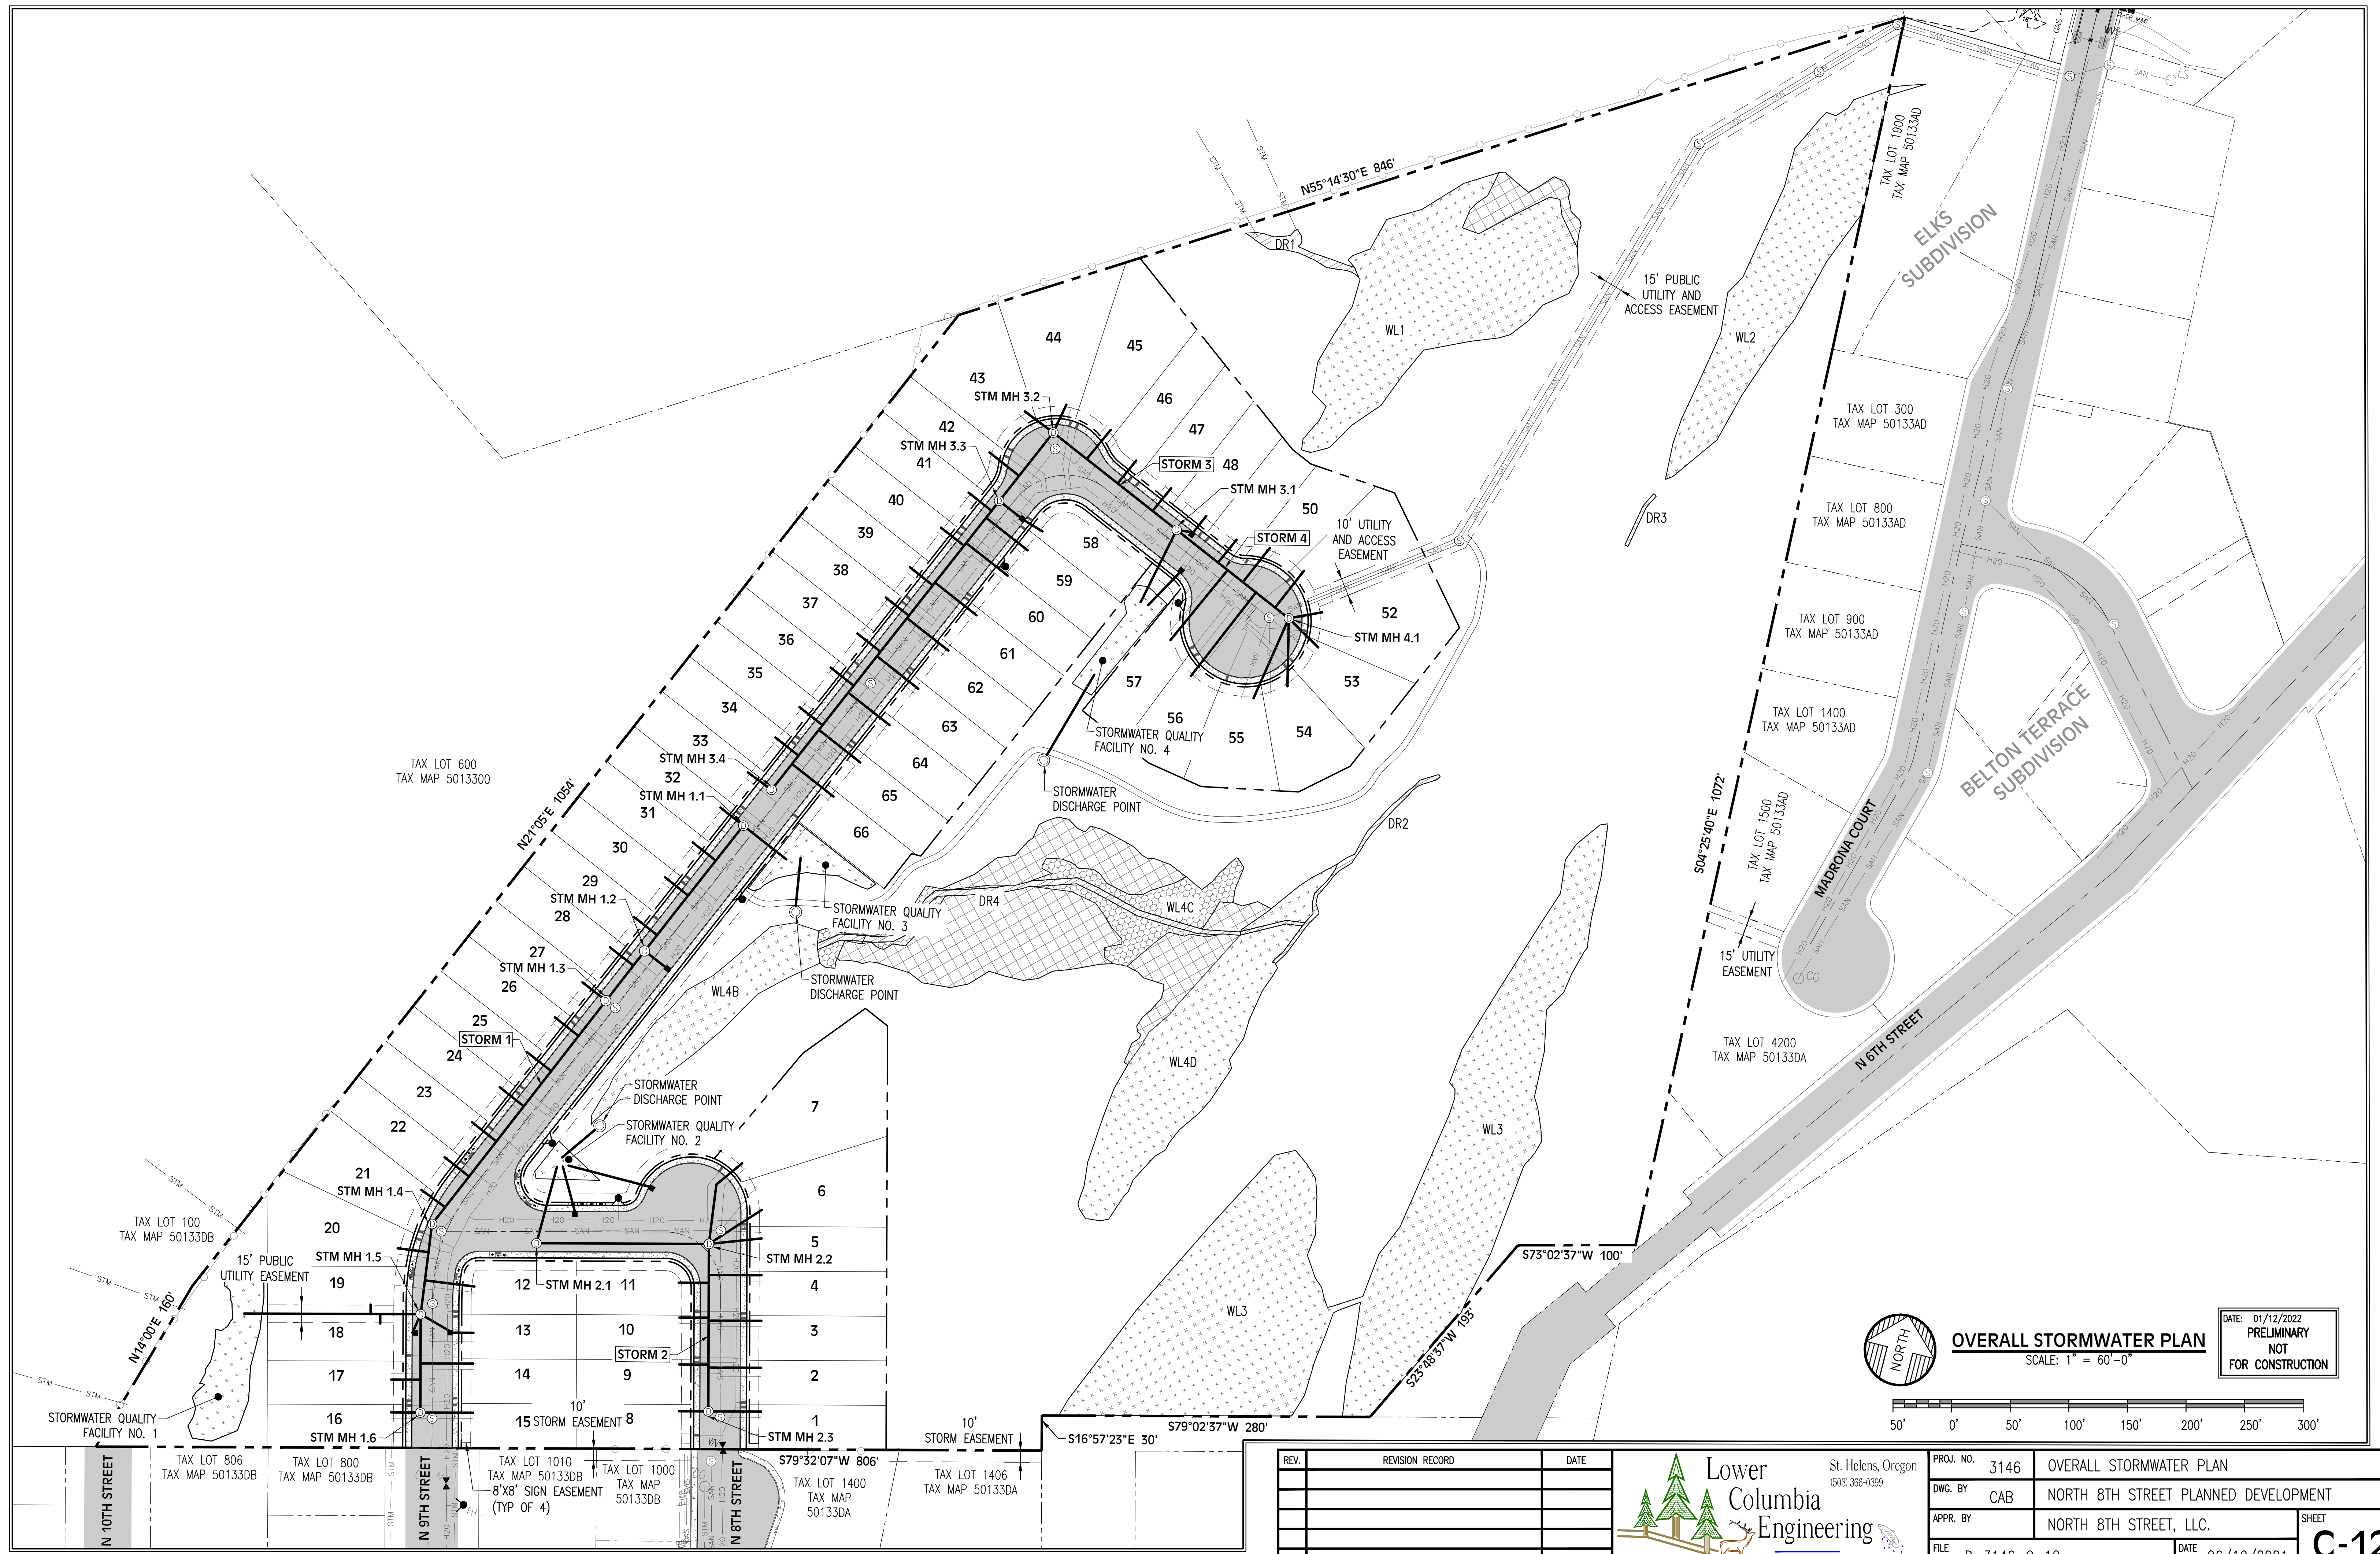 N55°14'30"E 846'
DR1
WL1
15' PUBLIC
UTILITY AND
ACCESS EASEMENT
WL2
TAX LOT 1900
TAX MAP 50133AD
ELKS
SUBDIVISION
GAS
LS
44
45
43
STM MH 3.2
46
47
42
STM MH 3.3
41
STORM 3
48
STM MH 3.1
40
50
39
STORM 4
10' UTILITY
AND ACCESS
EASEMENT
58
38
59
37
60
52
36
STM MH 4.1
61
35
62
57
53
34
56
63
54
33
55
STM MH 3.4
64
STORMWATER QUALITY
FACILITY NO. 4
32
STM MH 1.1
65
31
66
STORMWATER
DISCHARGE POINT
TAX LOT 600
TAX MAP 5013300
N21°05'E 1054'
30
29
STM MH 1.2
28
27
STM MH 1.3
26
25
STORM 1
24
23
22
21
STM MH 1.4
20
STORMWATER QUALITY
FACILITY NO. 3
STORMWATER
DISCHARGE POINT
DR4
WL4C
DR2
WL4B
WL4D
DR3
TAX LOT 300
TAX MAP 50133AD
TAX LOT 800
TAX MAP 50133AD
TAX LOT 900
TAX MAP 50133AD
TAX LOT 1400
TAX MAP 50133AD
TAX LOT 1500
TAX MAP 50133AD
S04°25'40"E 1072'
MADRONA COURT
BELTON TERRACE
SUBDIVISION
15' UTILITY
EASEMENT
CO
TAX LOT 4200
TAX MAP 50133DA
N 6TH STREET
STORMWATER
DISCHARGE POINT
STORMWATER QUALITY
FACILITY NO. 2
7
6
5
STM MH 2.2
4
3
2
1
STM MH 2.3
TAX LOT 100
TAX MAP 50133DB
15' PUBLIC
UTILITY EASEMENT
STM MH 1.5
19
18
17
16
STM MH 1.6
12
STM MH 2.1
11
13
10
STORM 2
14
9
15
10'
STORM EASEMENT
8
N14°00'E 160'
STORMWATER QUALITY
FACILITY NO. 1
WL3
WL3
S73°02'37"W 100'
S23°48'37"W 193'
S79°02'37"W 280'
S16°57'23"E 30'
10'
STORM EASEMENT
S79°32'07"W 806'
N 10TH STREET
TAX LOT 806
TAX MAP 50133DB
TAX LOT 800
TAX MAP 50133DB
N 9TH STREET
TAX LOT 1010
TAX MAP 50133DB
8'X8' SIGN EASEMENT
(TYP OF 4)
FH
TAX LOT 1000
TAX MAP
50133DB
N 8TH STREET
TAX LOT 1400
TAX MAP
50133DA
TAX LOT 1406
TAX MAP 50133DA
NORTH
OVERALL STORMWATER PLAN
SCALE: 1" = 60'-0"
DATE: 01/12/2022
PRELIMINARY
NOT
FOR CONSTRUCTION
50' 0' 50' 100' 150' 200' 250' 300'
REV. REVISION RECORD DATE
Lower
Columbia
Engineering
St. Helens, Oregon
(503) 366-0399
PROJ. NO. 3146
OVERALL STORMWATER PLAN
DWG. BY CAB
NORTH 8TH STREET PLANNED DEVELOPMENT
APPR. BY
NORTH 8TH STREET, LLC.
SHEET
C-12
FILE
DATE